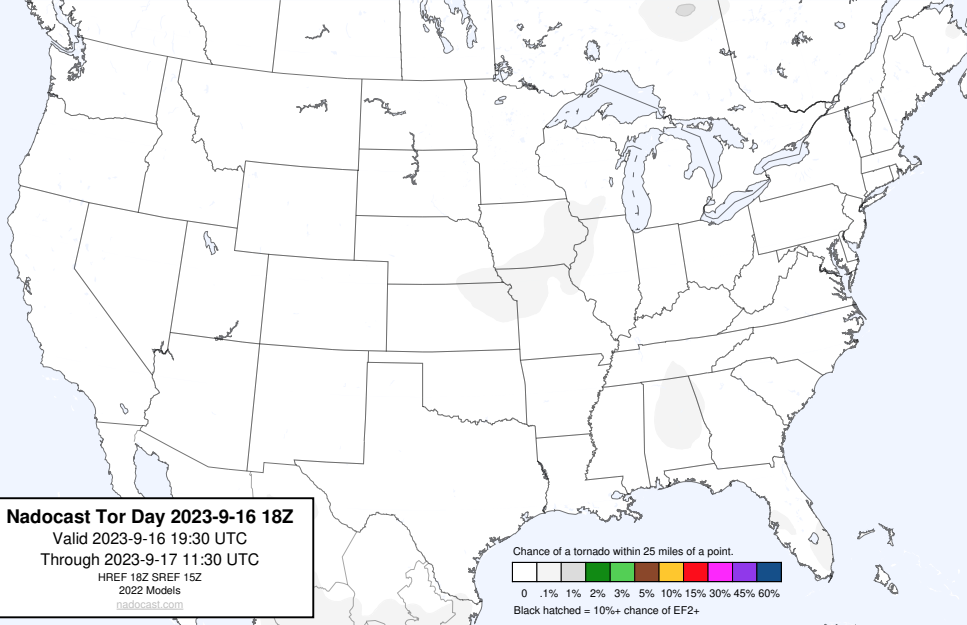 Nadocast Tor Day 2023-9-16 18Z
Valid 2023-9-16 19:30 UTC
Through 2023-9-17 11:30 UTC
HREF 18Z SREF 15Z
2022 Models
nadocast.com
Chance of a tornado within 25 miles of a point.
0 .1% 1% 2% 3% 5% 10% 15% 30% 45% 60%
Black hatched = 10%+ chance of EF2+